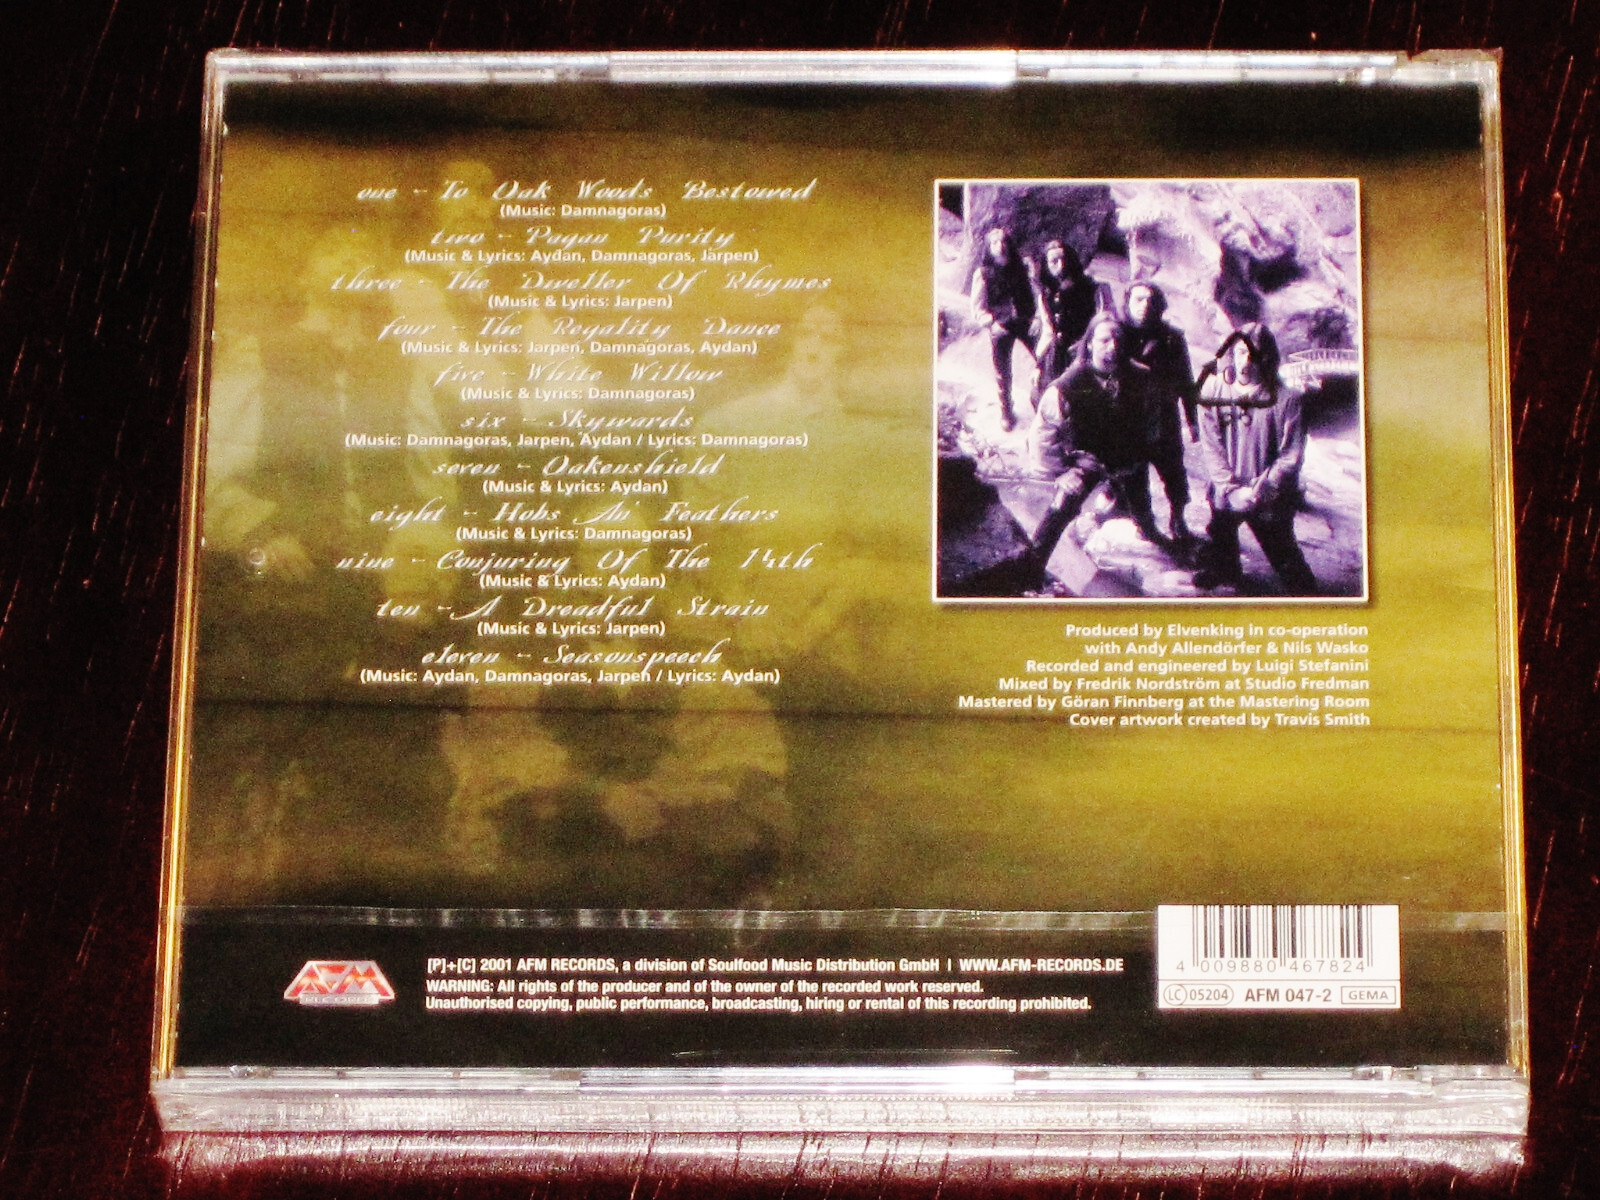 one - To Oak Woods Bestowed
(Music: Damnagoras)
two - Pagan Purity
(Music & Lyrics: Aydan, Damnagoras, Jarpen)
three - The Dweller Of Rhymes
(Music & Lyrics: Jarpen)
four - The Regality Dance
(Music & Lyrics: Jarpen, Damnagoras, Aydan)
five - White Willow
(Music & Lyrics: Damnagoras)
six - Skywards
(Music: Damnagoras, Jarpen, Aydan / Lyrics: Damnagoras)
seven - Oakenshield
(Music & Lyrics: Aydan)
eight - Hobs An' Feathers
(Music & Lyrics: Damnagoras)
nine - Conjuring Of The 14th
(Music & Lyrics: Aydan)
ten - A Dreadful Strain
(Music & Lyrics: Jarpen)
eleven - Seasonspeech
(Music: Aydan, Damnagoras, Jarpen / Lyrics: Aydan)
Produced by Elvenking in co-operation
with Andy Allendörfer & Nils Wasko
Recorded and engineered by Luigi Stefanini
Mixed by Fredrik Nordström at Studio Fredman
Mastered by Göran Finnberg at the Mastering Room
Cover artwork created by Travis Smith
AFM
RECORDS
[P]+[C] 2001 AFM RECORDS, a division of Soulfood Music Distribution GmbH | WWW.AFM-RECORDS.DE
WARNING: All rights of the producer and of the owner of the recorded work reserved.
Unauthorised copying, public performance, broadcasting, hiring or rental of this recording prohibited.
4 009880 467824
LC 05204 AFM 047-2 GEMA